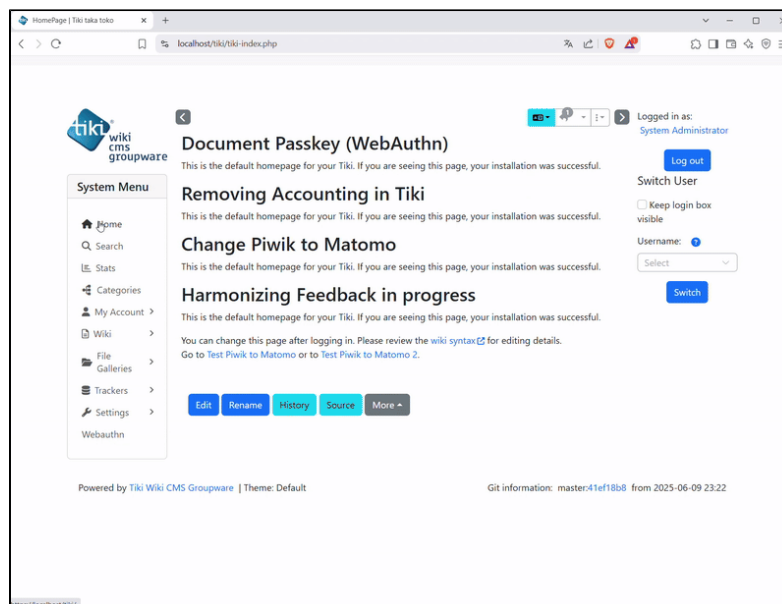 HomePage | Tiki taka toko
localhost/tiki/tiki-index.php
tiki
wiki
cms
groupware
System Menu
Home
Search
Stats
Categories
My Account
Wiki
File
Galleries
Trackers
Settings
Webauthn
1
Document Passkey (WebAuthn)
This is the default homepage for your Tiki. If you are seeing this page, your installation was successful.
Removing Accounting in Tiki
This is the default homepage for your Tiki. If you are seeing this page, your installation was successful.
Change Piwik to Matomo
This is the default homepage for your Tiki. If you are seeing this page, your installation was successful.
Harmonizing Feedback in progress
This is the default homepage for your Tiki. If you are seeing this page, your installation was successful.
You can change this page after logging in. Please review the wiki syntax for editing details.
Go to Test Piwik to Matomo or to Test Piwik to Matomo 2.
Edit Rename History Source More
Logged in as:
System Administrator
Log out
Switch User
Keep login box
visible
Username:
Select
Switch
Powered by Tiki Wiki CMS Groupware | Theme: Default
Git information: master:41ef18b8 from 2025-06-09 23:22